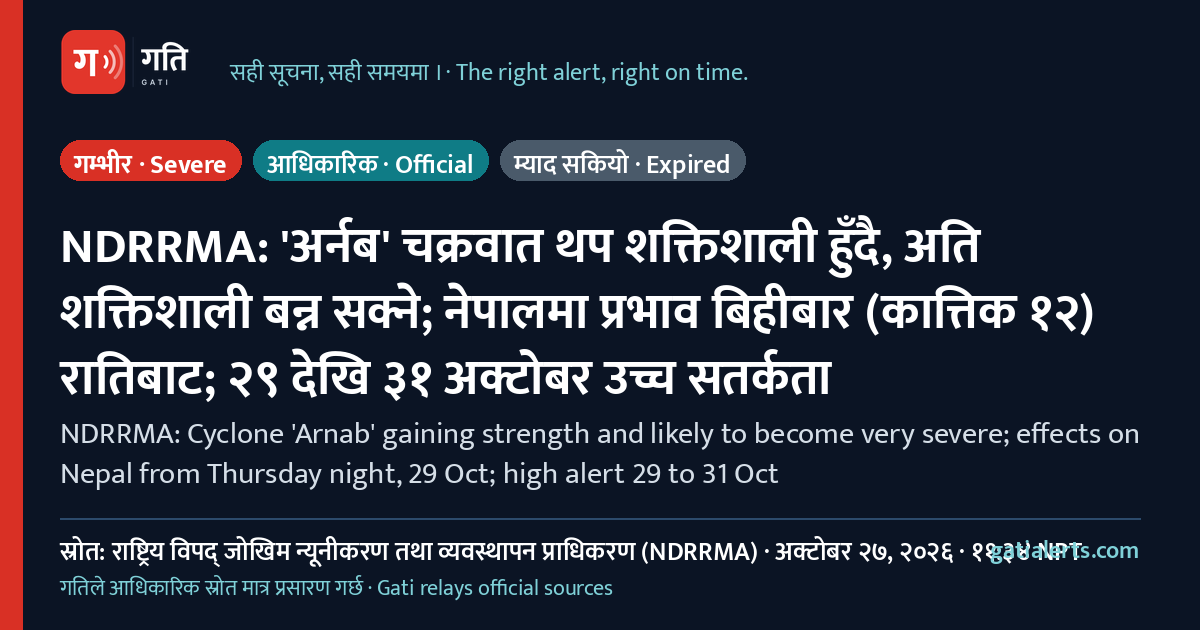 ग गति
GATI
सही सूचना, सही समयमा । · The right alert, right on time.
गम्भीर · Severe
आधिकारिक · Official
म्याद सकियो · Expired
NDRRMA: 'अर्नब' चक्रवात थप शक्तिशाली हुँदै, अति
शक्तिशाली बन्न सक्ने; नेपालमा प्रभाव बिहीबार (कात्तिक १२)
रातिबाट; २९ देखि ३१ अक्टोबर उच्च सतर्कता
NDRRMA: Cyclone 'Arnab' gaining strength and likely to become very severe; effects on
Nepal from Thursday night, 29 Oct; high alert 29 to 31 Oct
स्रोत: राष्ट्रिय विपद् जोखिम न्यूनीकरण तथा व्यवस्थापन प्राधिकरण (NDRRMA) · अक्टोबर २७, २०२६ · NPT
gatialerts.com
गतिले आधिकारिक स्रोत मात्र प्रसारण गर्छ · Gati relays official sources